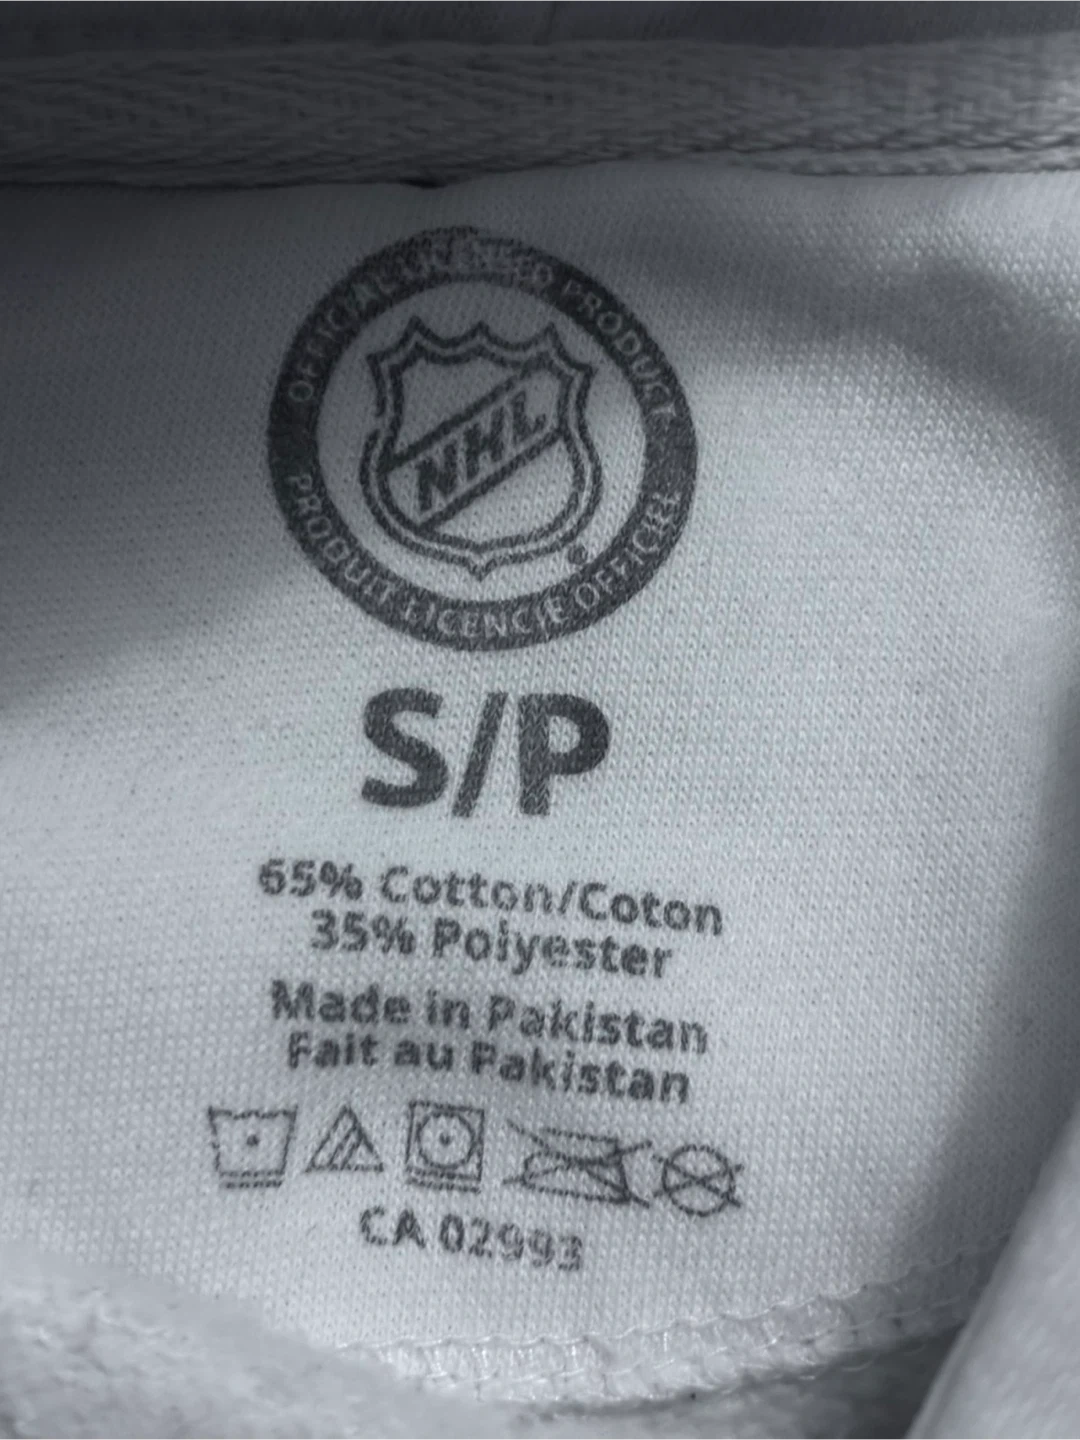 OFFICIAL LICENSED PRODUCT
NHL
®
PRODUIT LICENCIÉ OFFICIEL
S/P
65% Cotton/Coton
35% Polyester
Made in Pakistan
Fait au Pakistan
CA 02993